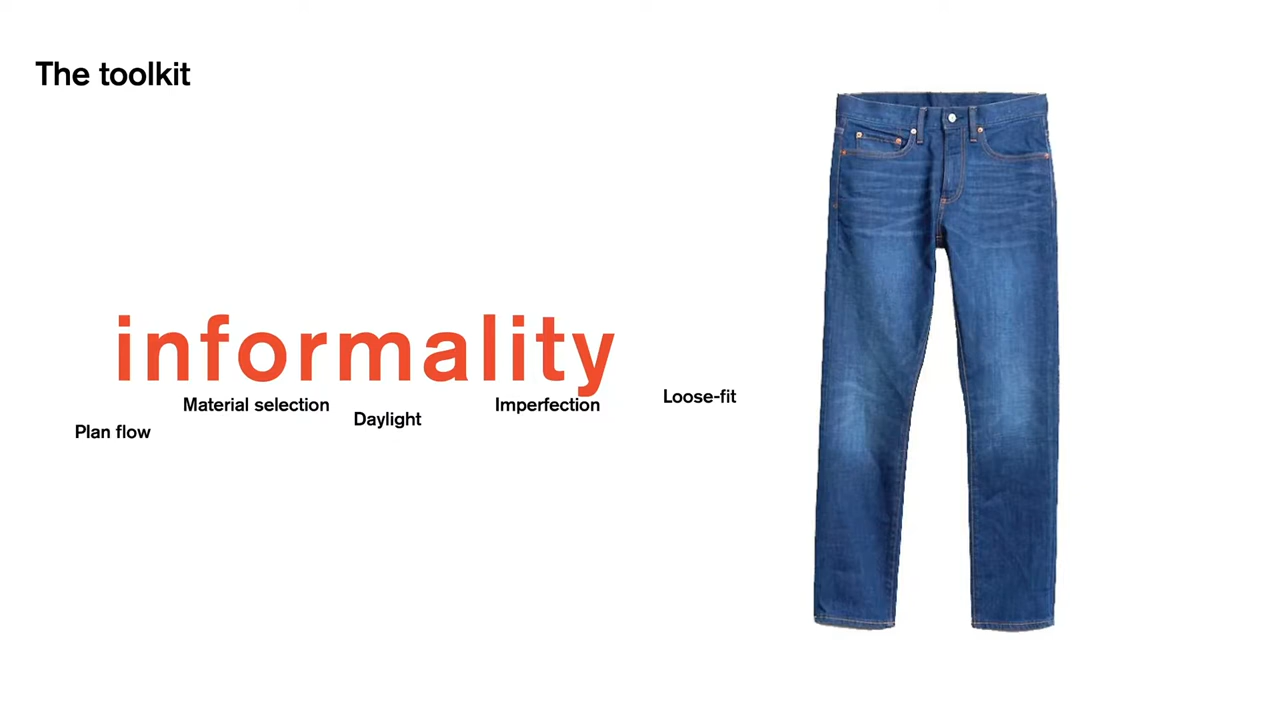 The toolkit
informality
Material selection
Imperfection
Loose-fit
Daylight
Plan flow